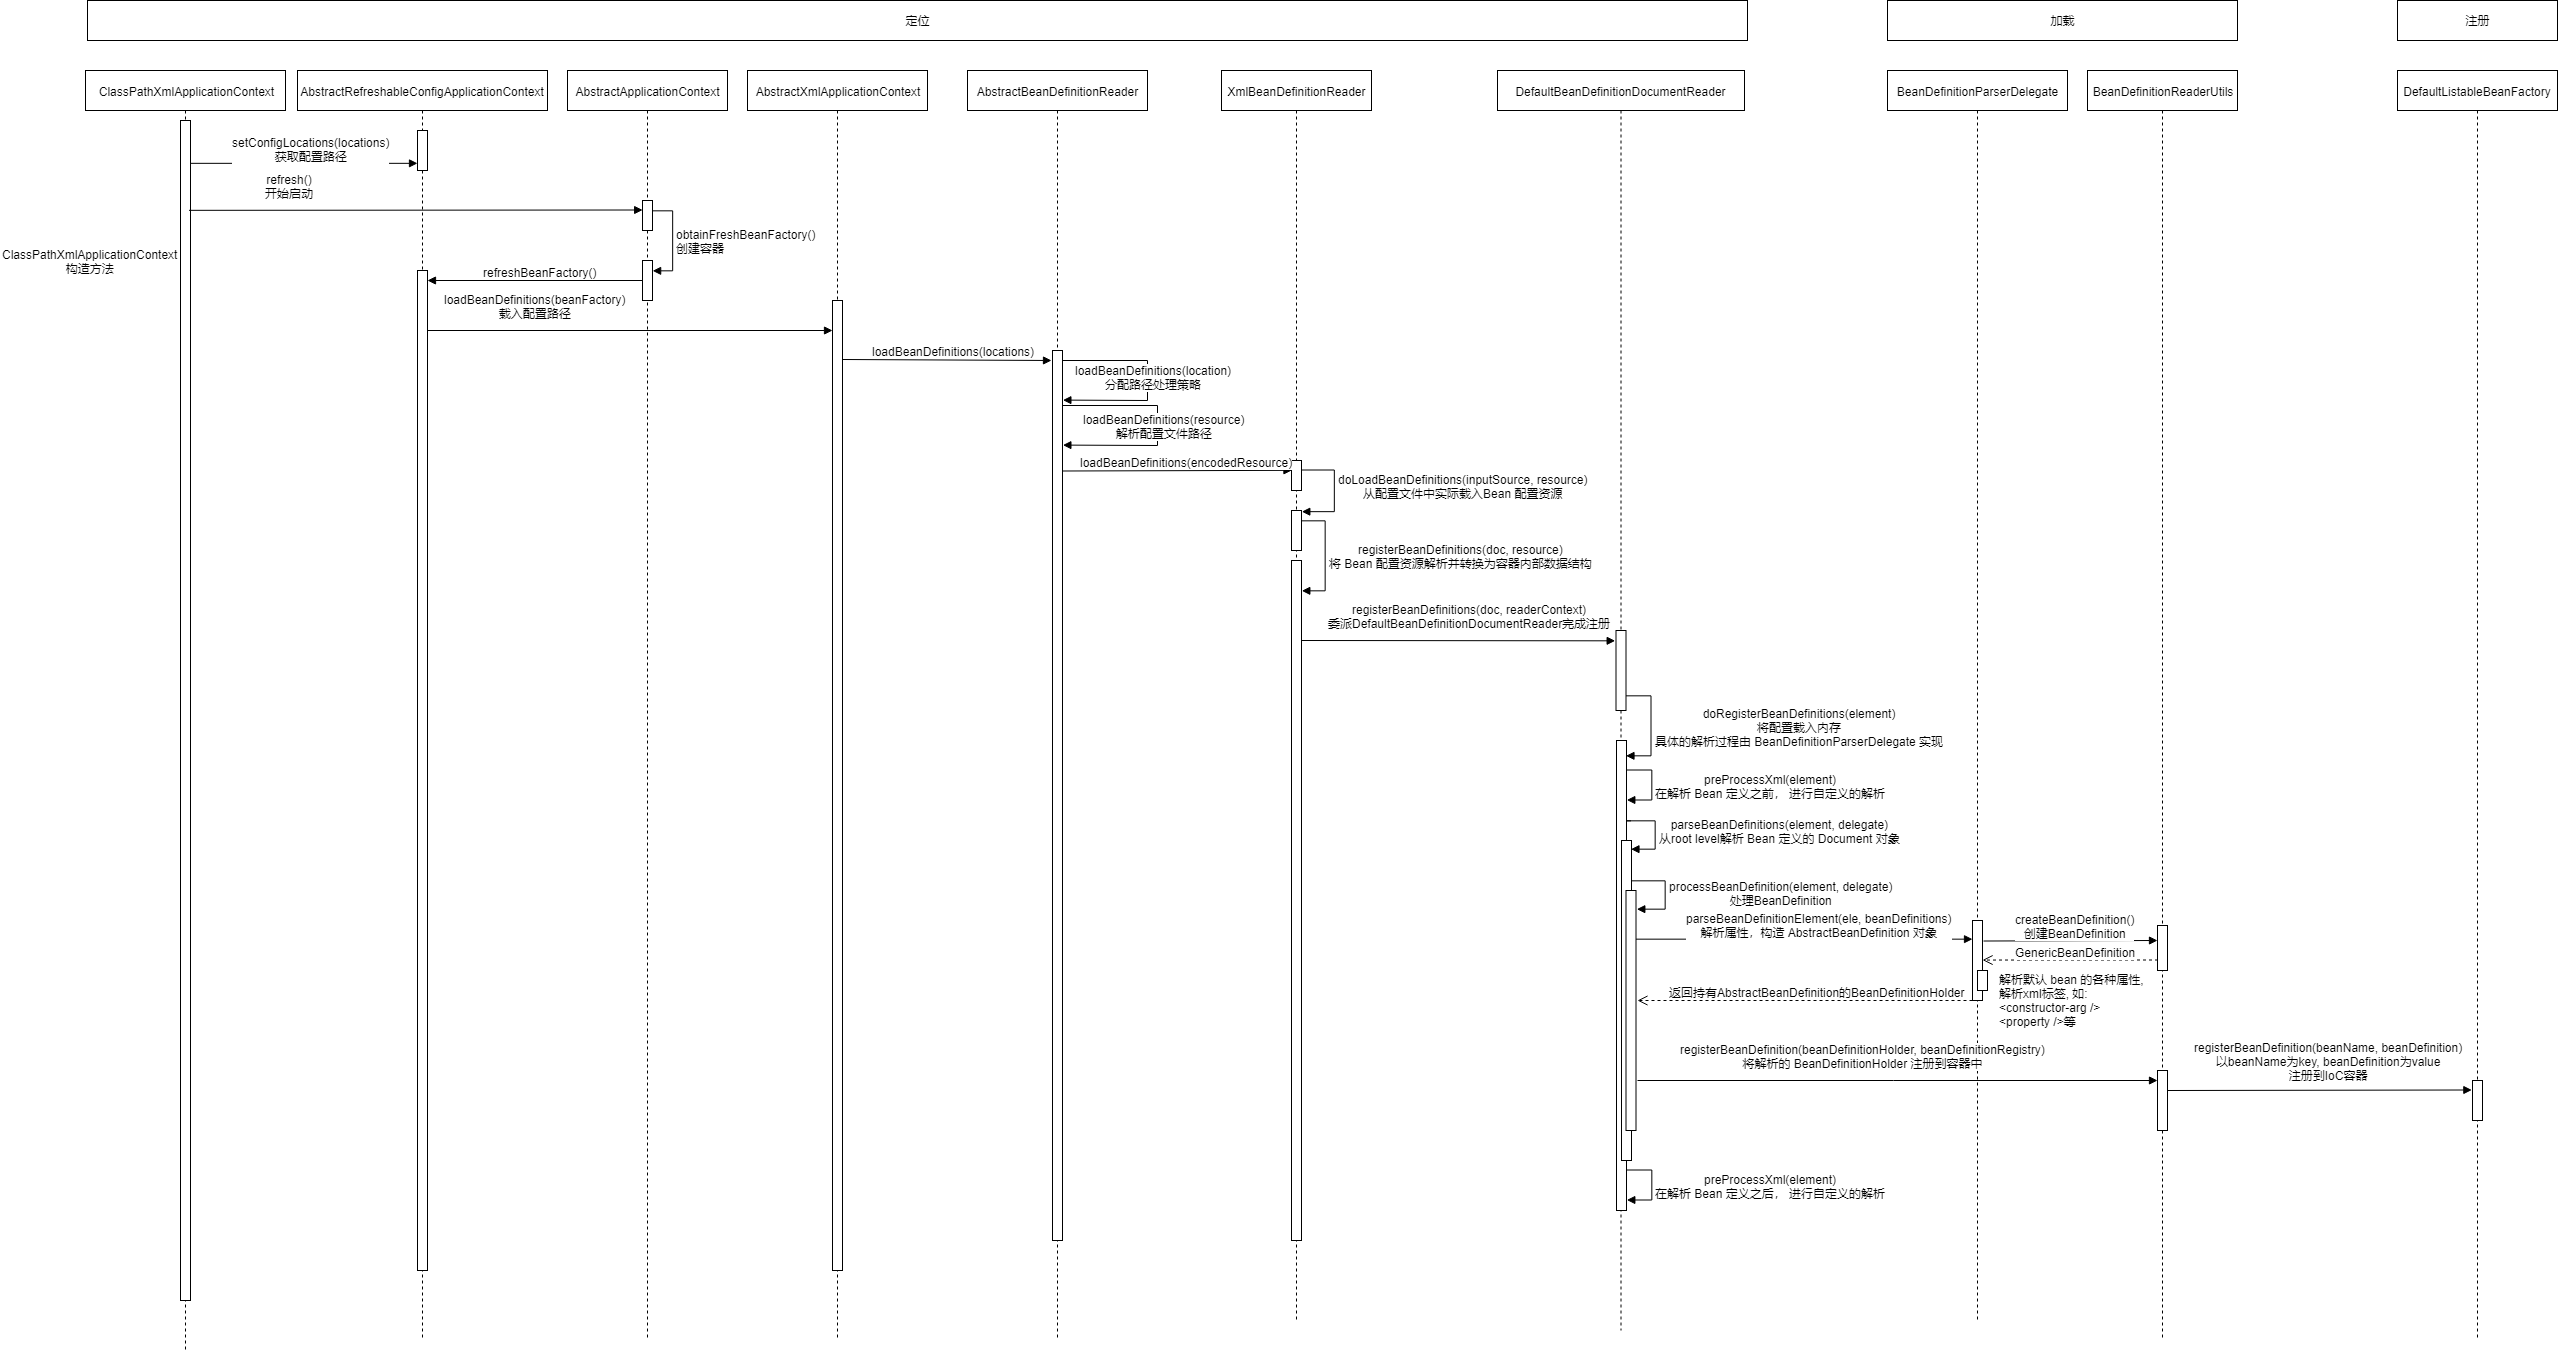 定位
加载
注册
ClassPathXmlApplicationContext
AbstractRefreshableConfigApplicationContext
AbstractApplicationContext
AbstractXmlApplicationContext
AbstractBeanDefinitionReader
XmlBeanDefinitionReader
DefaultBeanDefinitionDocumentReader
BeanDefinitionParserDelegate
BeanDefinitionReaderUtils
DefaultListableBeanFactory
setConfigLocations(locations)
获取配置路径
refresh()
开始启动
obtainFreshBeanFactory()
创建容器
ClassPathXmlApplicationContext
构造方法
refreshBeanFactory()
loadBeanDefinitions(beanFactory)
载入配置路径
loadBeanDefinitions(locations)
loadBeanDefinitions(location)
分配路径处理策略
loadBeanDefinitions(resource)
解析配置文件路径
loadBeanDefinitions(encodedResource)
doLoadBeanDefinitions(inputSource, resource)
从配置文件中实际载入Bean 配置资源
registerBeanDefinitions(doc, resource)
将 Bean 配置资源解析并转换为容器内部数据结构
registerBeanDefinitions(doc, readerContext)
委派DefaultBeanDefinitionDocumentReader完成注册
doRegisterBeanDefinitions(element)
将配置载入内存
具体的解析过程由 BeanDefinitionParserDelegate 实现
preProcessXml(element)
在解析 Bean 定义之前， 进行自定义的解析
parseBeanDefinitions(element, delegate)
从root level解析 Bean 定义的 Document 对象
processBeanDefinition(element, delegate)
处理BeanDefinition
parseBeanDefinitionElement(ele, beanDefinitions)
解析属性，构造 AbstractBeanDefinition 对象
createBeanDefinition()
创建BeanDefinition
GenericBeanDefinition
解析默认 bean 的各种属性,
解析xml标签, 如:
<constructor-arg />
<property />等
返回持有AbstractBeanDefinition的BeanDefinitionHolder
registerBeanDefinition(beanDefinitionHolder, beanDefinitionRegistry)
将解析的 BeanDefinitionHolder 注册到容器中
registerBeanDefinition(beanName, beanDefinition)
以beanName为key, beanDefinition为value
注册到IoC容器
preProcessXml(element)
在解析 Bean 定义之后， 进行自定义的解析